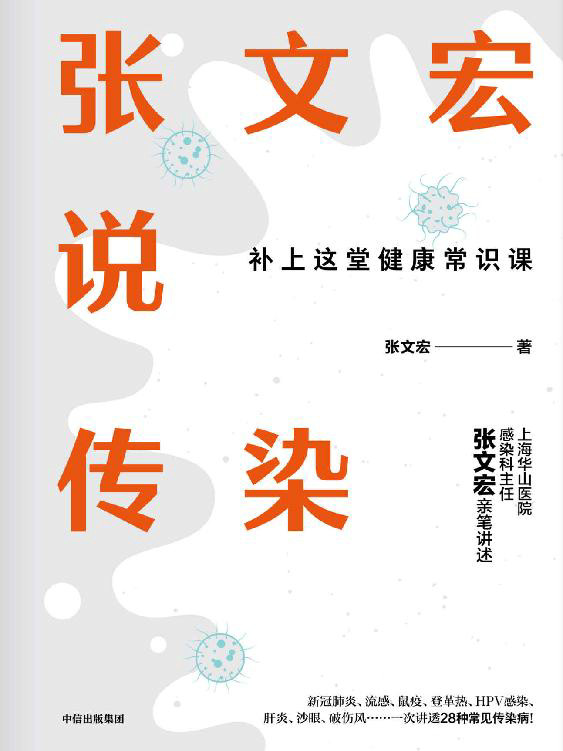 张文宏
说
传染
补上这堂健康常识课
张文宏——著
上海华山医院
感染科主任
张文宏亲笔讲述
新冠肺炎、流感、鼠疫、登革热、HPV感染、
肝炎、沙眼、破伤风……一次讲透28种常见传染病!
中信出版集团